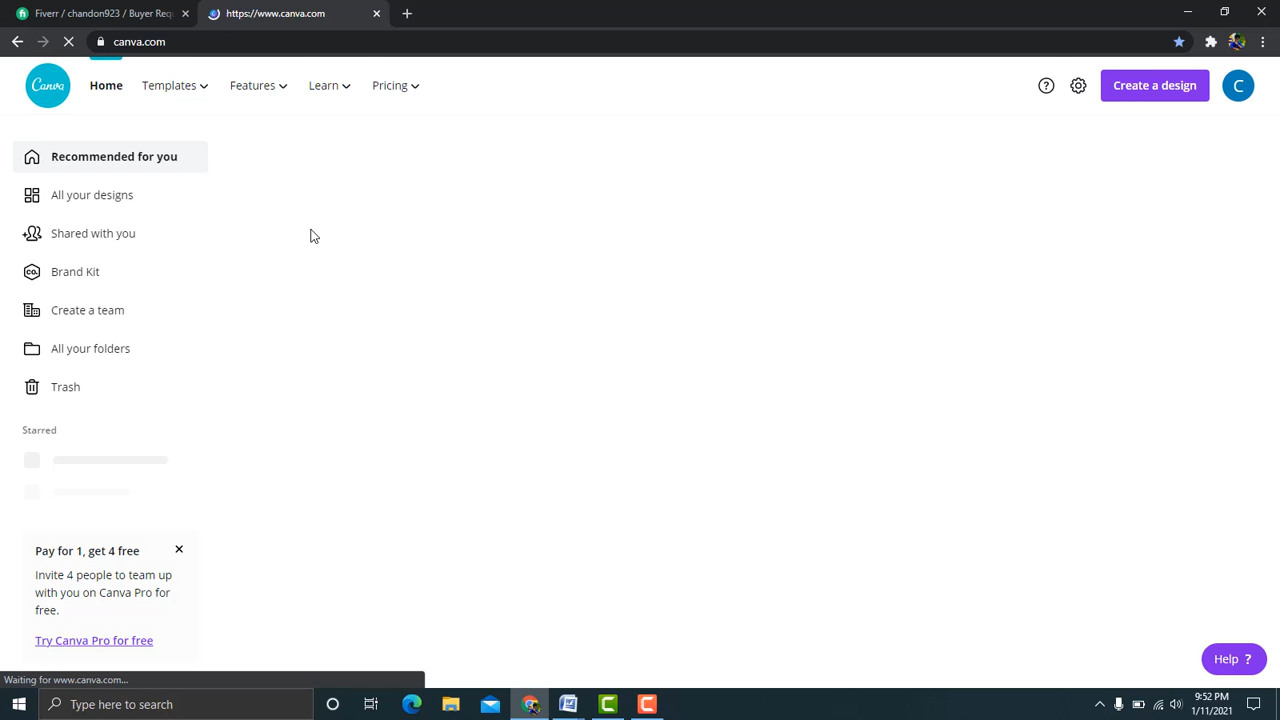 Fiverr / chandon923 / Buyer Req
https://www.canva.com
canva.com
Canva
Home
Templates
Features
Learn
Pricing
Create a design
C
Recommended for you
All your designs
Shared with you
CO.
Brand Kit
Create a team
All your folders
Trash
Starred
Pay for 1, get 4 free
Invite 4 people to team up
with you on Canva Pro for
free.
Try Canva Pro for free
Help ?
Waiting for www.canva.com...
Type here to search
9:52 PM
1/11/2021